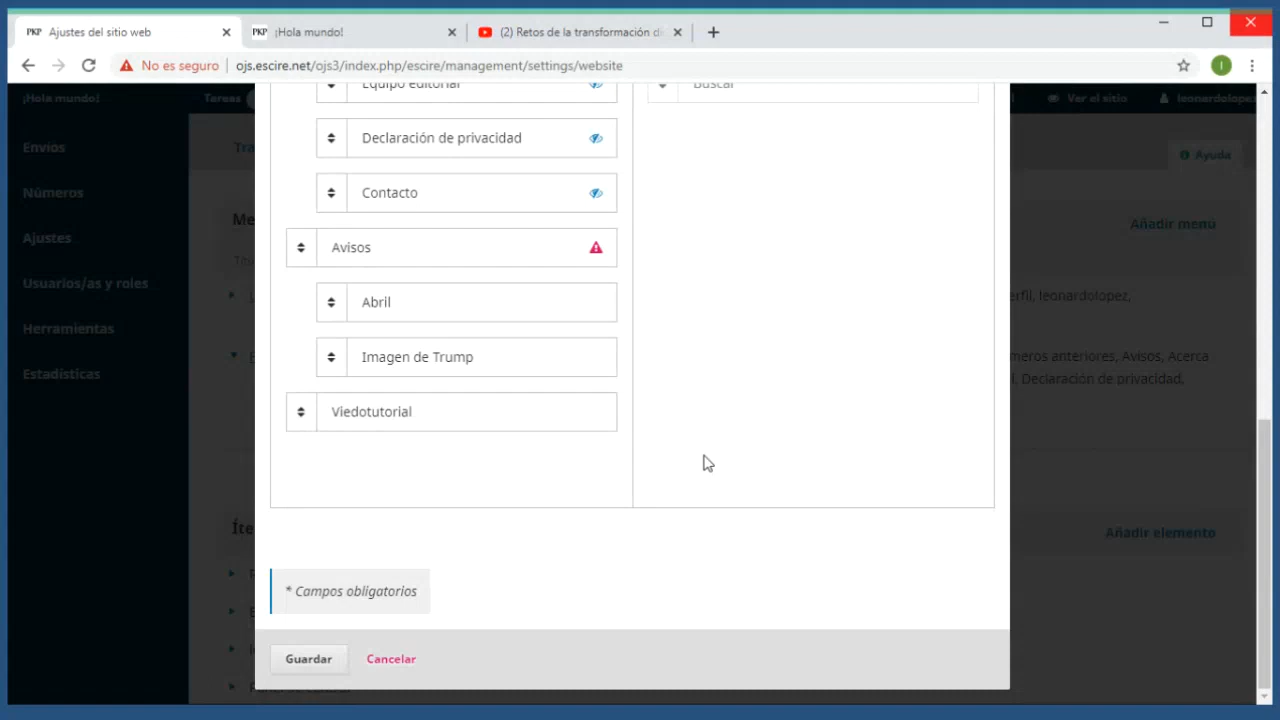 PKP Ajustes del sitio web
PKP ¡Hola mundo!
(2) Retos de la transformación di
No es seguro
ojs.escire.net/ojs3/index.php/escire/management/settings/website
I
¡Hola mundo!
Tareas
Ver el sitio
leonardolopez
Envíos
Números
Ajustes
Usuarios/as y roles
Herramientas
Estadísticas
Ayuda
Añadir menú
erfil, leonardolopez,
meros anteriores, Avisos, Acerca
l, Declaración de privacidad,
Añadir elemento
Equipo editorial
Buscar
Declaración de privacidad
Contacto
Avisos
Abril
Imagen de Trump
Viedotutorial
* Campos obligatorios
Guardar
Cancelar